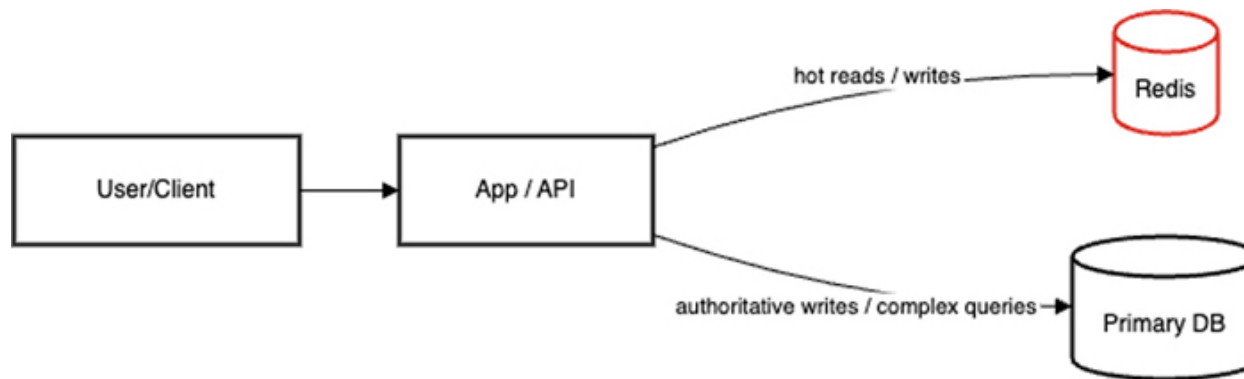 User/Client
App / API
hot reads / writes
Redis
authoritative writes / complex queries
Primary DB